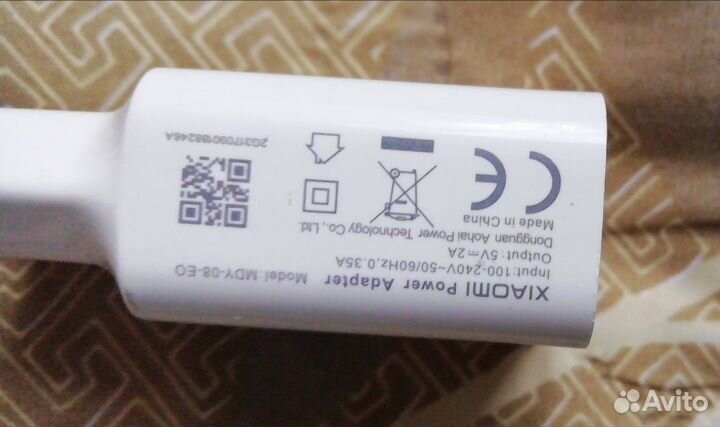 XIAOMI Power Adapter Model:MDY-08-EO
Input:100-240V~50/60Hz,0.35A
Output:5V⎓2A
Dongguan Aohai Power Technology Co., Ltd.
Made in China
CE
2G317090188246A
Avito